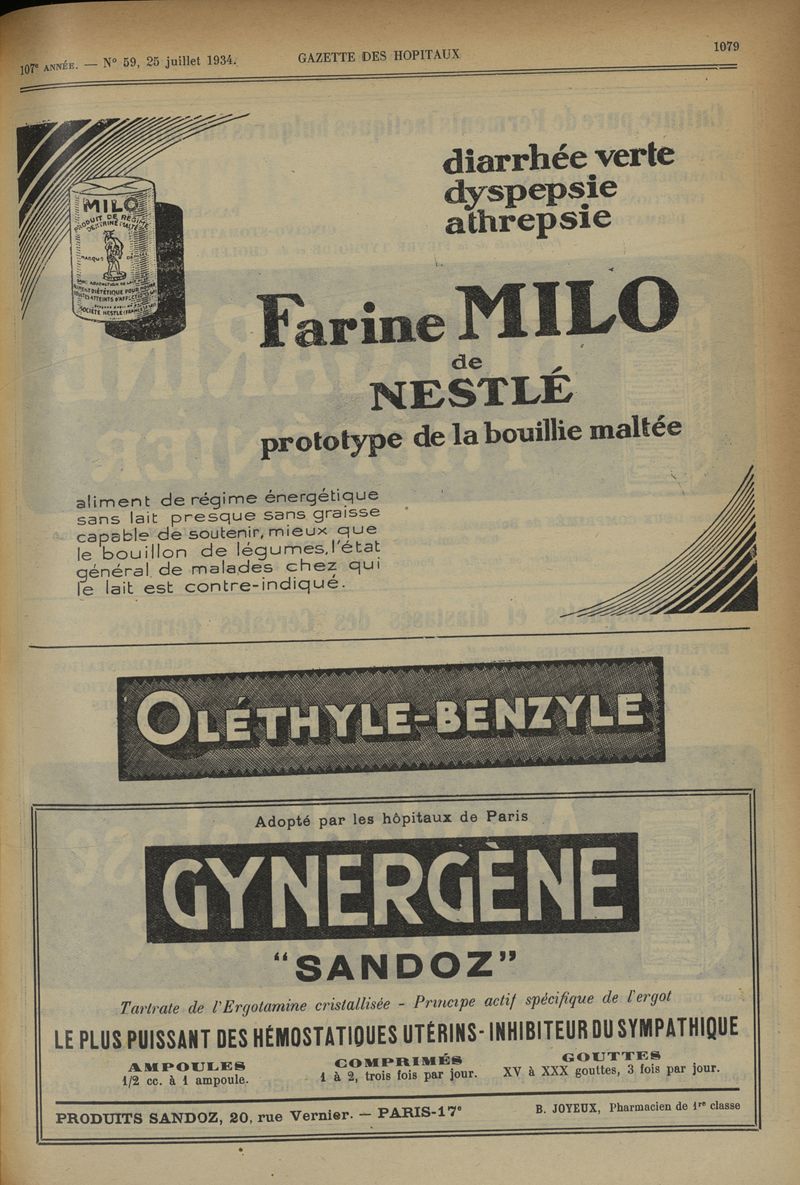 107e ANNÉE. — N° 59, 25 juillet 1934.
GAZETTE DES HOPITAUX
1079
MILO
PRODUIT DE RÉGIME
diarrhée verte
dyspepsie
athrepsie
Farine MILO
de
NESTLÉ
prototype de la bouillie maltée
aliment de régime énergétique
sans lait presque sans graisse
capable de soutenir, mieux que
le bouillon de légumes, l'état
général de malades chez qui
le lait est contre-indiqué.
OLÉTHYLE-BENZYLE
Adopté par les hôpitaux de Paris
GYNERGÈNE
"SANDOZ"
Tartrate de l'Ergotamine cristallisée - Principe actif spécifique de l'ergot
LE PLUS PUISSANT DES HÉMOSTATIQUES UTÉRINS - INHIBITEUR DU SYMPATHIQUE
AMPOULES
1/2 cc. à 1 ampoule.
COMPRIMÉS
1 à 2, trois fois par jour.
GOUTTES
XV à XXX gouttes, 3 fois par jour.
PRODUITS SANDOZ, 20, rue Vernier. — PARIS-17e
B. JOYEUX, Pharmacien de 1re classe